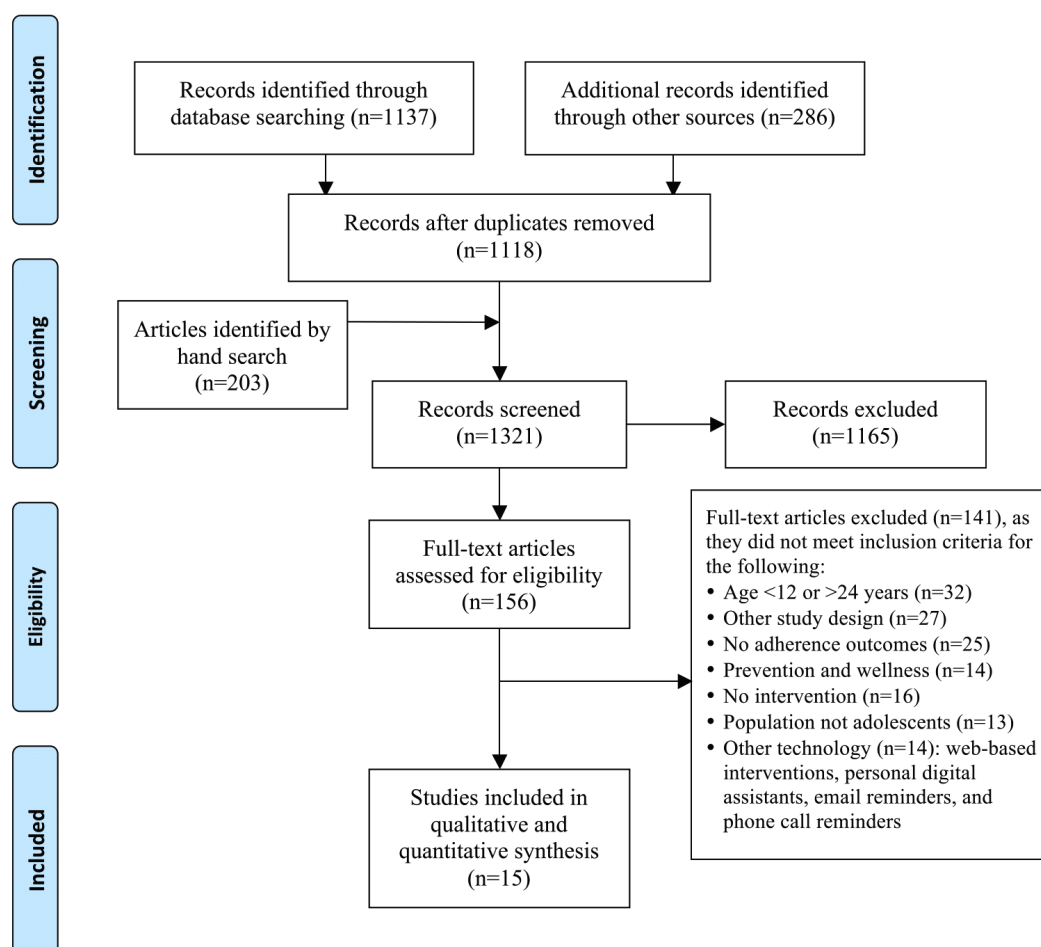 Identification
Records identified through
database searching (n=1137)
Additional records identified
through other sources (n=286)
Records after duplicates removed
(n=1118)
Screening
Articles identified by
hand search
(n=203)
Records screened
(n=1321)
Records excluded
(n=1165)
Eligibility
Full-text articles
assessed for eligibility
(n=156)
Full-text articles excluded (n=141), as
they did not meet inclusion criteria for
the following:
• Age <12 or >24 years (n=32)
• Other study design (n=27)
• No adherence outcomes (n=25)
• Prevention and wellness (n=14)
• No intervention (n=16)
• Population not adolescents (n=13)
• Other technology (n=14): web-based
interventions, personal digital
assistants, email reminders, and
phone call reminders
Included
Studies included in
qualitative and
quantitative synthesis
(n=15)